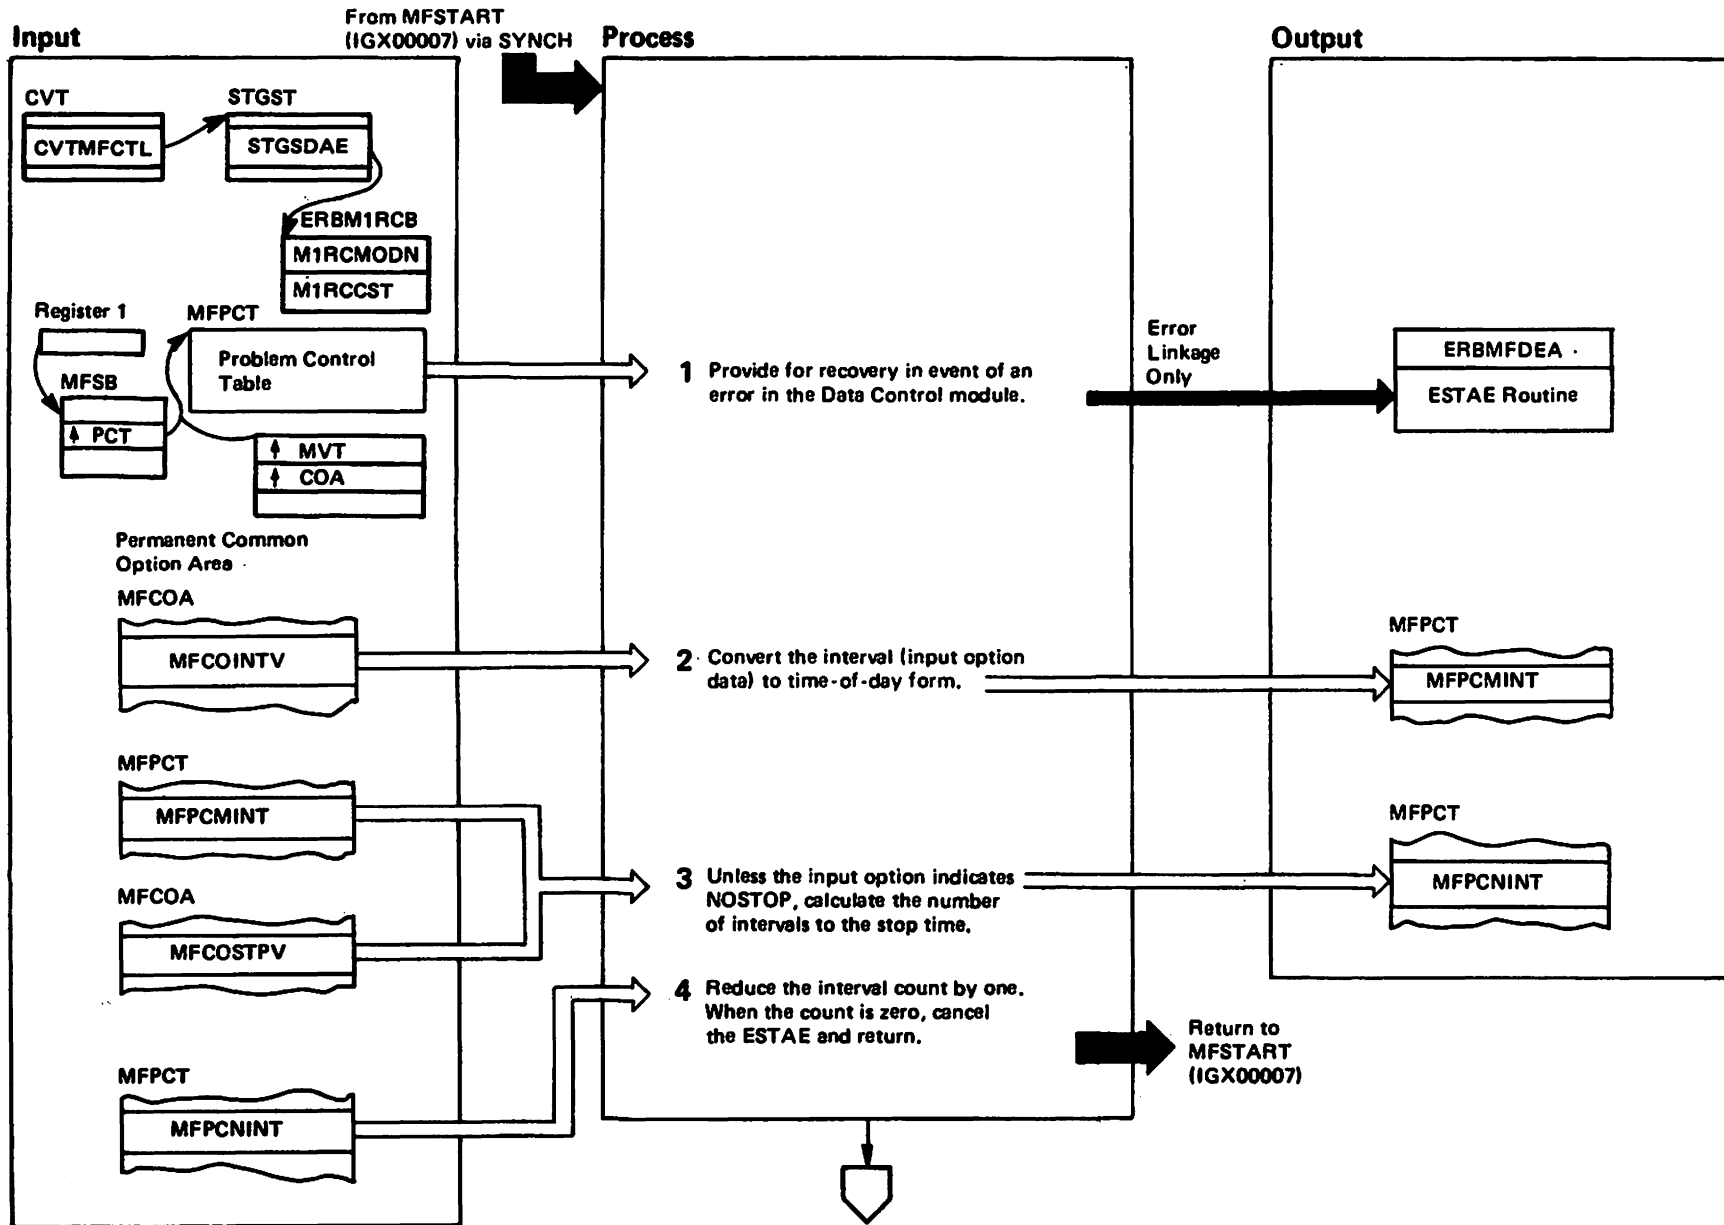 From MFSTART
(IGX00007) via SYNCH
Input
Process
Output
CVT
CVTMFCTL
STGST
STGSDAE
ERBM1RCB
M1RCMODN
M1RCCST
Register 1
MFSB
PCT
MFPCT
Problem Control
Table
MVT
COA
1 Provide for recovery in event of an
error in the Data Control module.
Error
Linkage
Only
ERBMFDEA
ESTAE Routine
Permanent Common
Option Area
MFCOA
MFCOINTV
2 Convert the interval (input option
data) to time-of-day form.
MFPCT
MFPCMINT
MFPCT
MFPCMINT
MFCOA
MFCOSTPV
3 Unless the input option indicates
NOSTOP, calculate the number
of intervals to the stop time.
MFPCT
MFPCNINT
4 Reduce the interval count by one.
When the count is zero, cancel
the ESTAE and return.
Return to
MFSTART
(IGX00007)
MFPCT
MFPCNINT